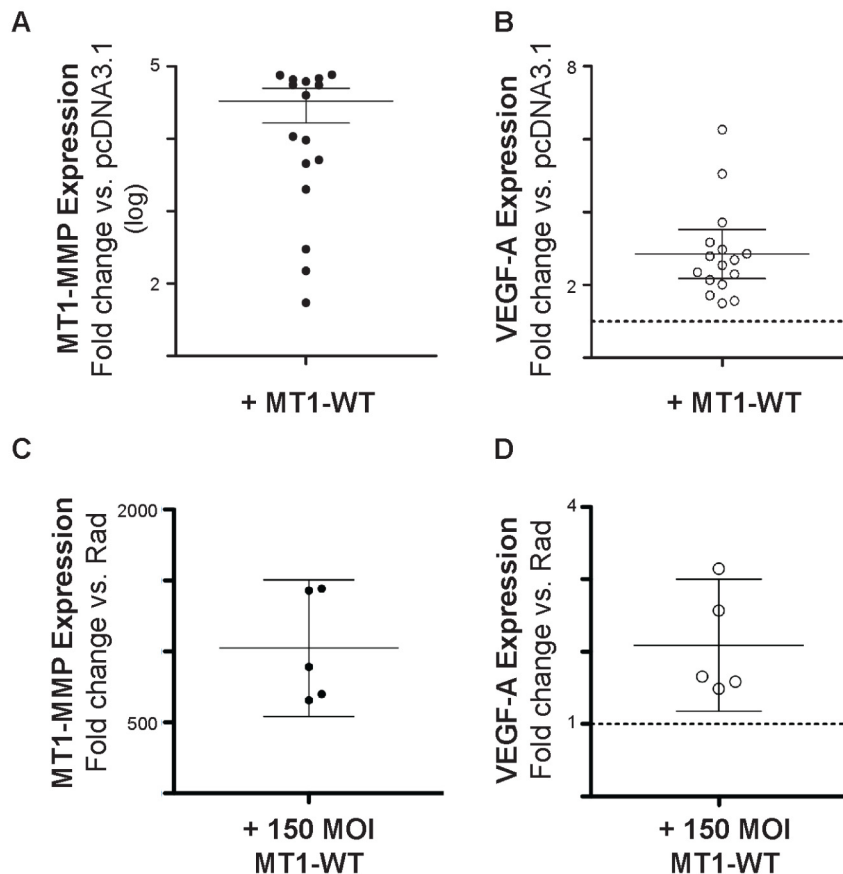 A
MT1-MMP Expression
Fold change vs. pcDNA3.1
(log)
5
2
+ MT1-WT
B
VEGF-A Expression
Fold change vs. pcDNA3.1
8
2
+ MT1-WT
C
MT1-MMP Expression
Fold change vs. Rad
2000
500
+ 150 MOI
MT1-WT
D
VEGF-A Expression
Fold change vs. Rad
4
1
+ 150 MOI
MT1-WT